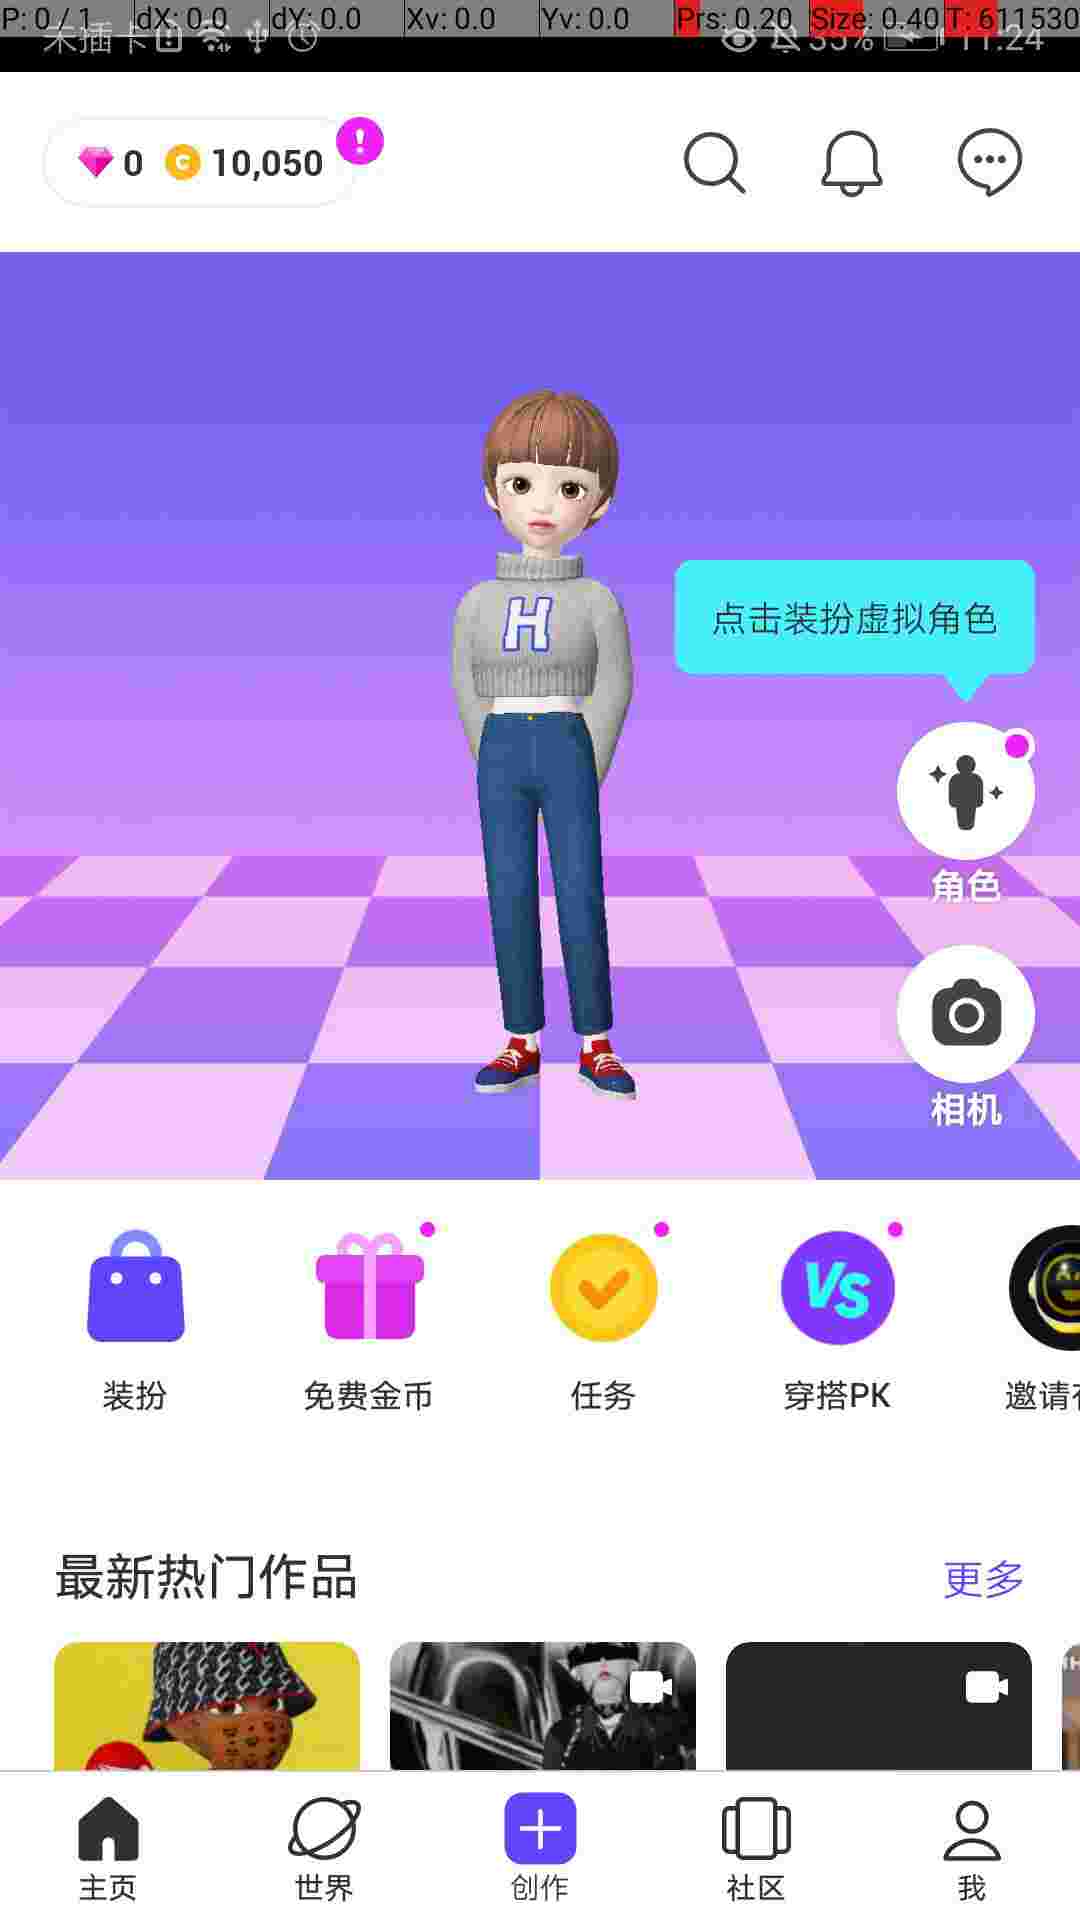 P: 0 / 1 dX: 0.0 dY: 0.0 Xv: 0.0 Yv: 0.0 Prs: 0.20 Size: 0.40 T: 611530
未插卡 35% 11:24
0 C 10,050 !
H
点击装扮虚拟角色
角色
相机
VS
装扮 免费金币 任务 穿搭PK 邀请
最新热门作品 更多
主页 世界 创作 社区 我